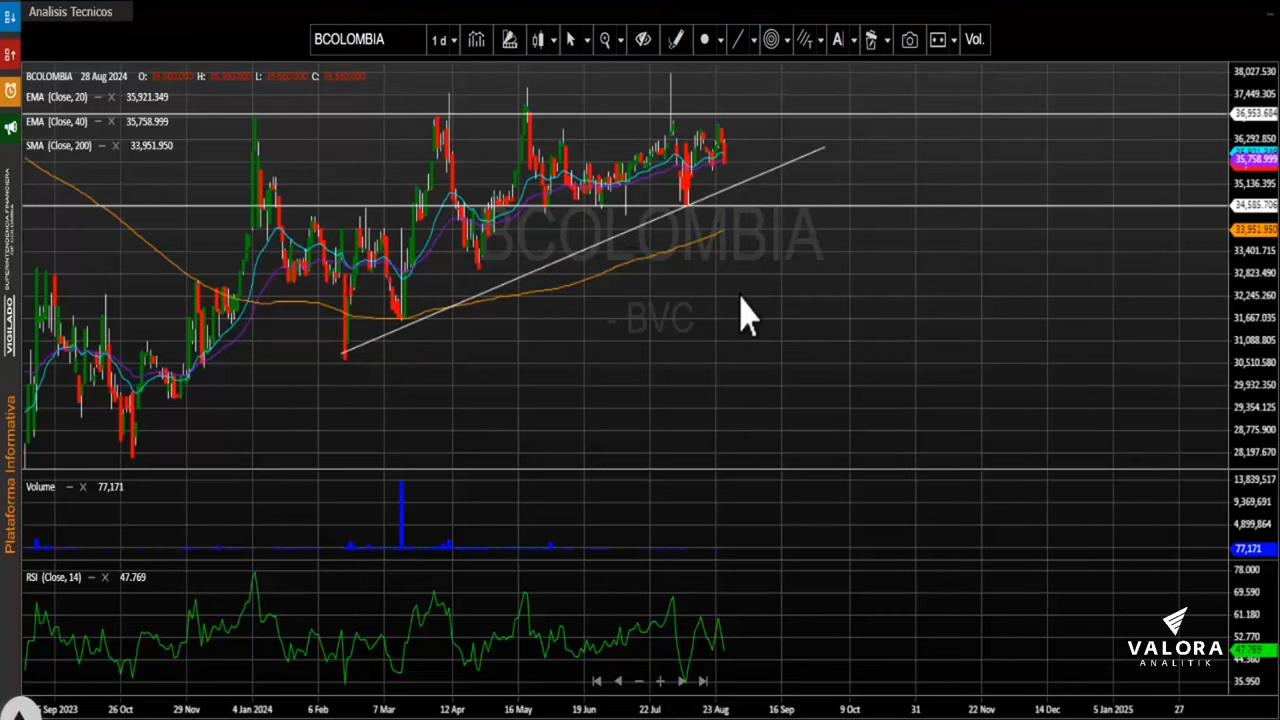 Analisis Tecnicos
BCOLOMBIA 1 d Vol.
BCOLOMBIA 28 Aug 2024 O: H: L: C:
EMA (Close, 20) 35,921.349
EMA (Close, 40) 35,758.999
SMA (Close, 200) 33,951.950
BCOLOMBIA
- BVC
38,027.530
37,449.305
36,953.684
36,292.850
35,758.999
35,136.395
34,585.706
33,951.950
33,401.715
32,823.490
32,245.260
31,667.035
31,088.805
30,510.580
29,932.350
29,354.125
28,775.900
28,197.670
Volume 77,171
13,839,517
9,369,691
4,899,864
77,171
RSI (Close, 14) 47.769
78.000
69.590
61.180
52.770
47.769
44.360
35.950
Sep 2023 26 Oct 29 Nov 4 Jan 2024 6 Feb 7 Mar 12 Apr 16 May 19 Jun 22 Jul 23 Aug 16 Sep 9 Oct 31 22 Nov 14 Dec 5 Jan 2025 27
VIGILADO SUPERINTENDENCIA FINANCIERA DE COLOMBIA
Plataforma Informativa
VALORA
ANALITIK